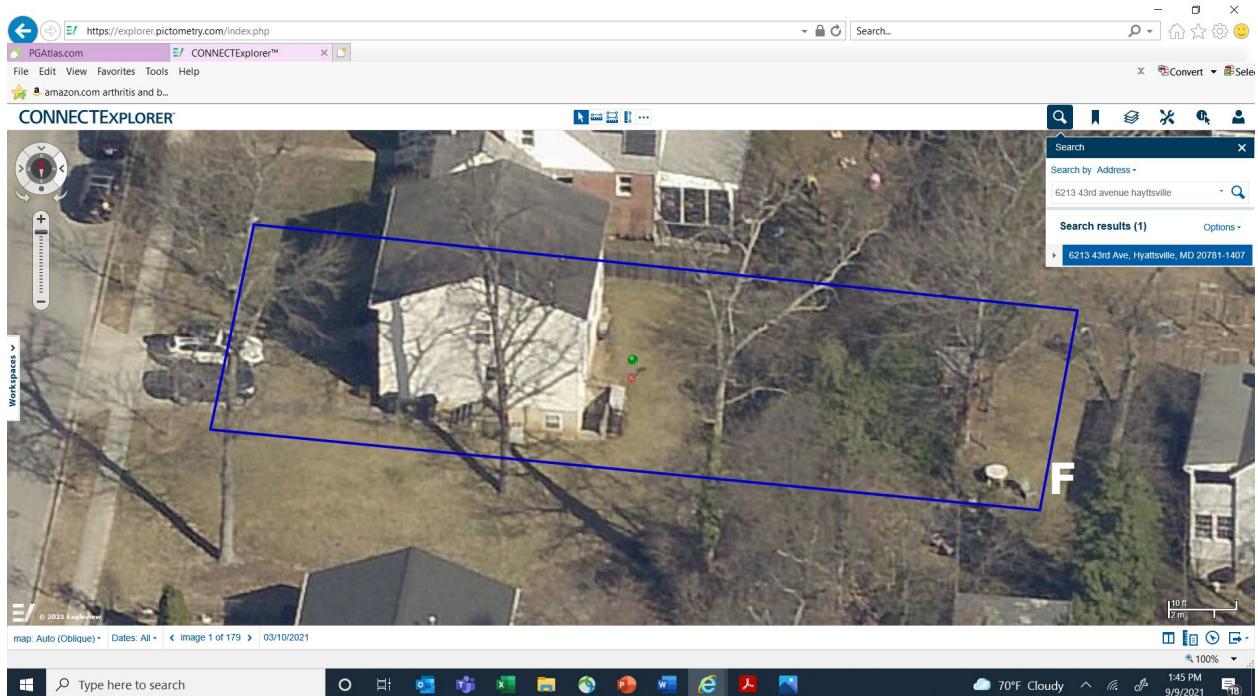 https://explorer.pictometry.com/index.php
Search...
PGAtlas.com
CONNECTExplorer™
File Edit View Favorites Tools Help
Convert
Sele
amazon.com arthritis and b...
CONNECTEXPLORER
Search
Search by Address
6213 43rd avenue hayttsville
Search results (1) Options
6213 43rd Ave, Hyattsville, MD 20781-1407
Workspaces
F
10 ft
2 m
© 2021 Eagleview
map: Auto (Oblique) Dates: All image 1 of 179 03/10/2021
100%
Type here to search
70°F Cloudy
1:45 PM
9/9/2021
18